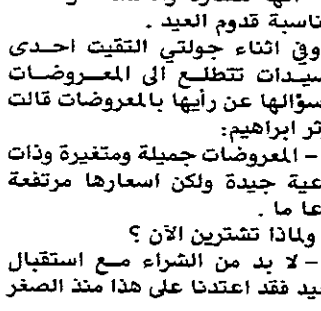 ناسبة قدوم العيد .
وفي اثناء جولتي التقيت احدى
سيدات تتطلع الى المعروضات
سؤالها عن رأيها بالمعروضات قالت
ثر ابراهيم:
– المعروضات جميلة ومتغيرة وذات
عية جيدة ولكن اسعارها مرتفعة
عا ما .
ولماذا تشترين الآن ؟
– لا بد من الشراء مع استقبال
يد فقد اعتدنا على هذا منذ الصغر